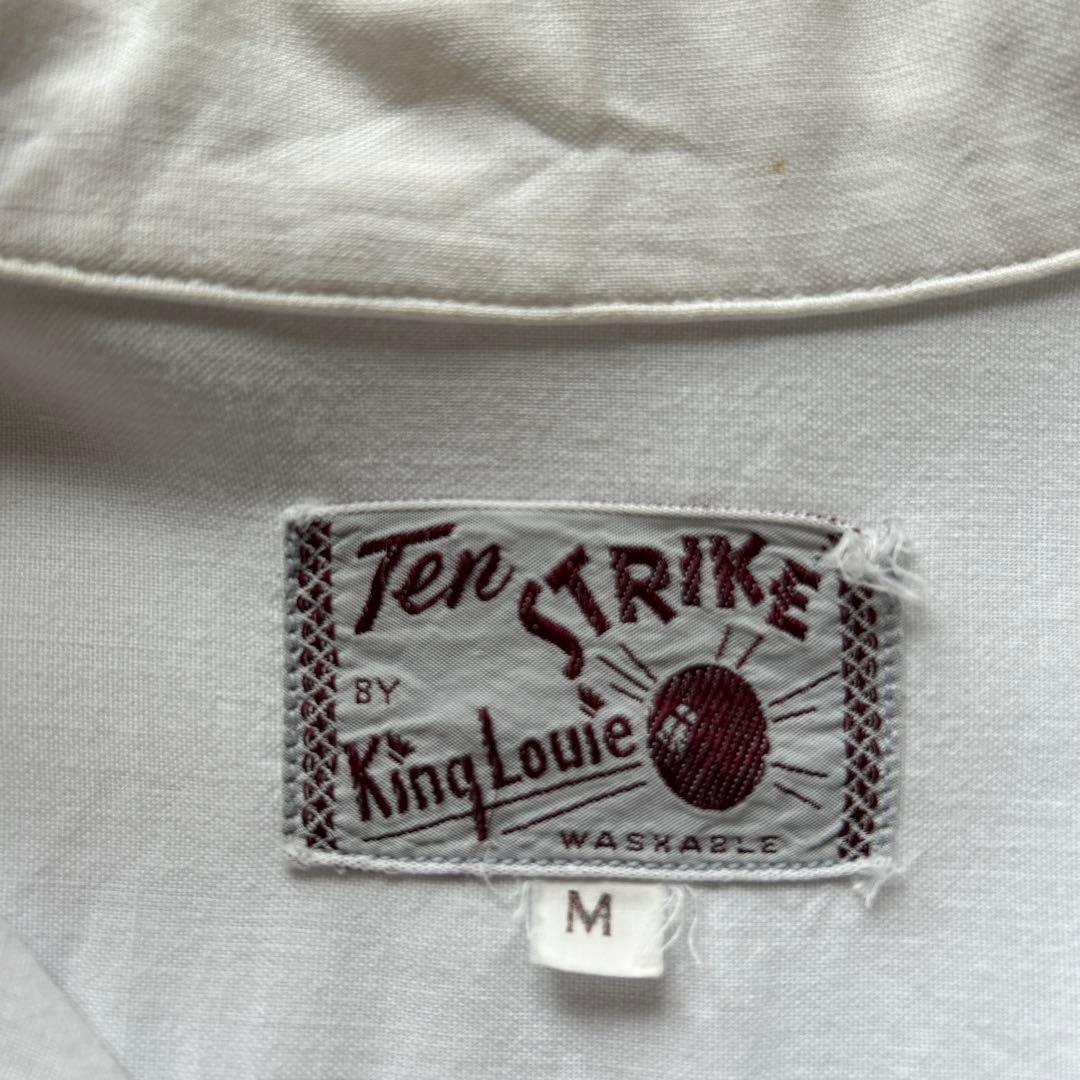 Ten STRIKE
BY
King Louie
WASHABLE
M